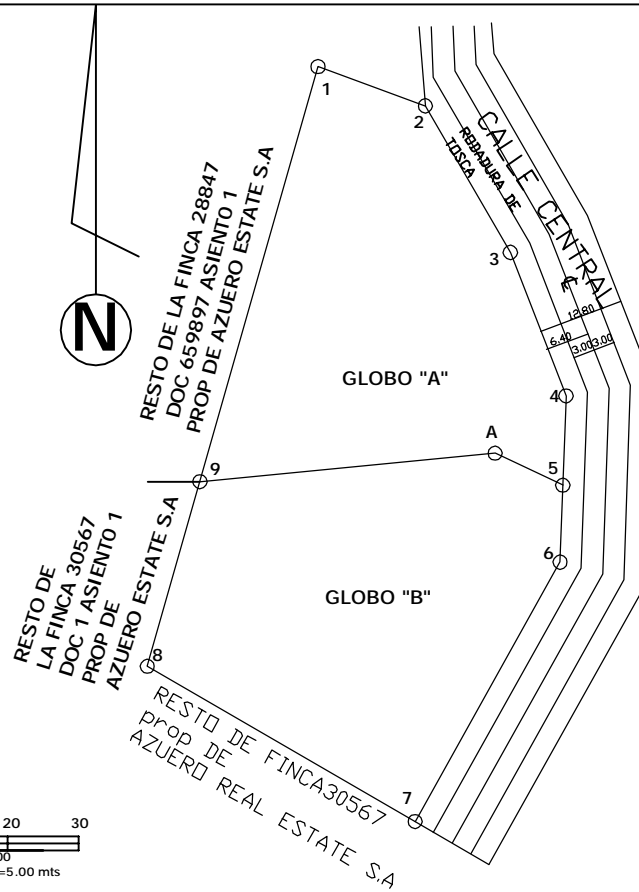 1
2
CALLE CENTRAL
RODADURA DE
TOSCA
3
RESTO DE LA FINCA 28847
DOC 659897 ASIENTO 1
PROP DE AZUERO ESTATE S.A
N
12.80
6.40
3.00
3.00
GLOBO "A"
4
A
9
5
6
GLOBO "B"
RESTO DE
LA FINCA 30567
DOC 1 ASIENTO 1
PROP DE
AZUERO ESTATE S.A
8
RESTO DE FINCA30567
prop DE
AZUERO REAL ESTATE S.A
7
20 30
=5.00 mts